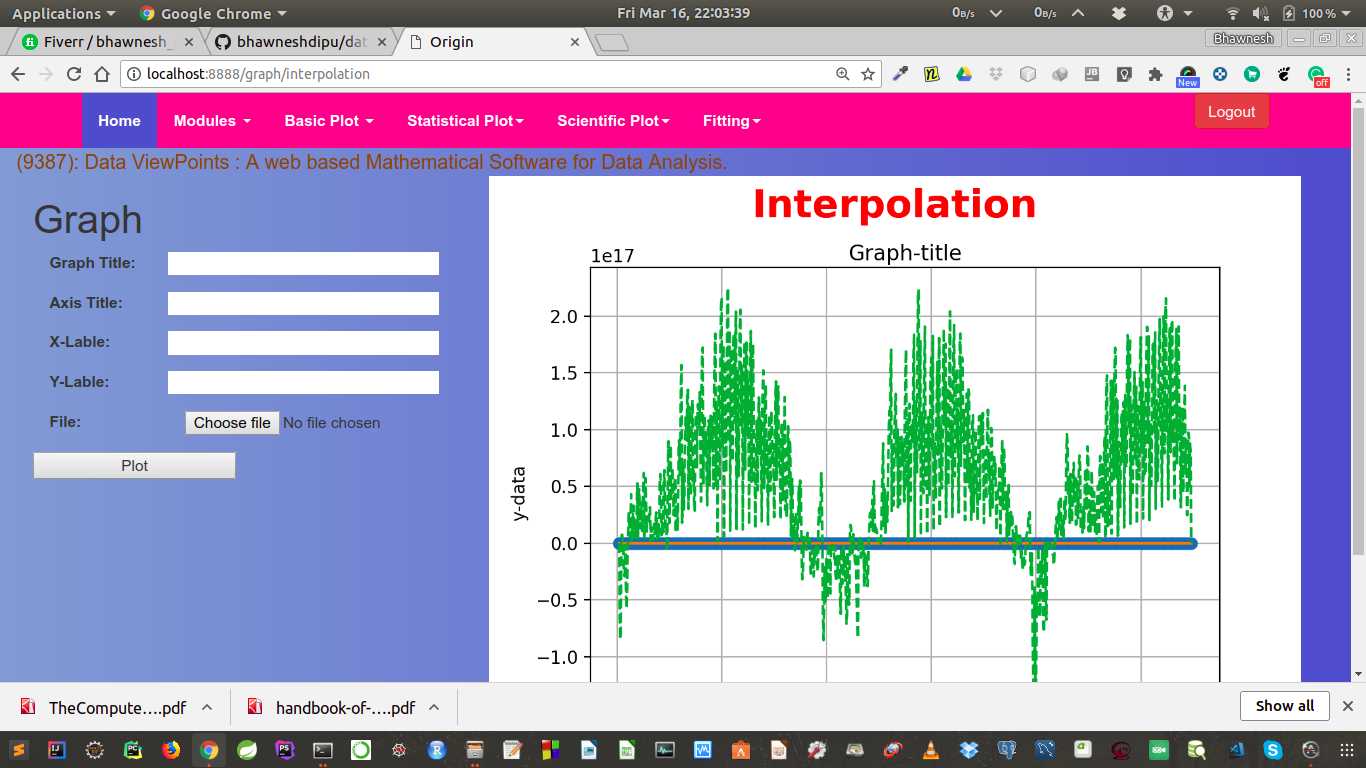 Applications Google Chrome Fri Mar 16, 22:03:39 0B/s 0B/s 100 %
Fiverr / bhawnesh_ bhawneshdipu/dat Origin Bhawnesh
localhost:8888/graph/interpolation JB New off
Home Modules Basic Plot Statistical Plot Scientific Plot Fitting Logout
(9387): Data ViewPoints : A web based Mathematical Software for Data Analysis.
Graph
Graph Title:
Axis Title:
X-Lable:
Y-Lable:
File: Choose file No file chosen
Plot
Interpolation
Graph-title
1e17
2.0
1.5
1.0
0.5
0.0
−0.5
−1.0
y-data
TheCompute….pdf handbook-of-….pdf Show all